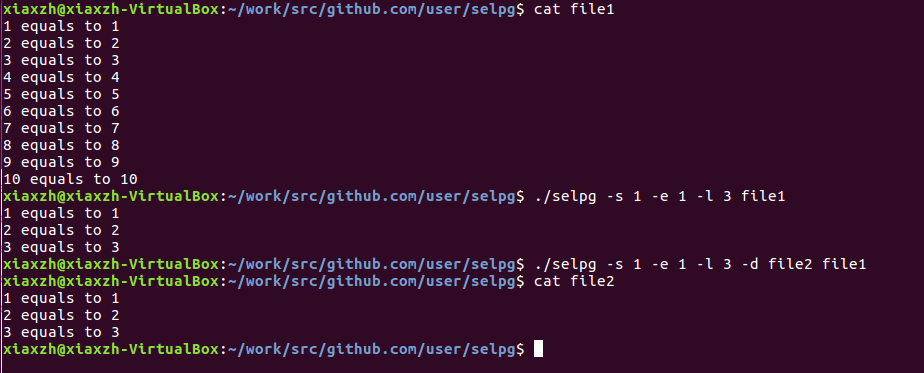 xiaxzh@xiaxzh-VirtualBox:~/work/src/github.com/user/selpg$ cat file1
1 equals to 1
2 equals to 2
3 equals to 3
4 equals to 4
5 equals to 5
6 equals to 6
7 equals to 7
8 equals to 8
9 equals to 9
10 equals to 10
xiaxzh@xiaxzh-VirtualBox:~/work/src/github.com/user/selpg$ ./selpg -s 1 -e 1 -l 3 file1
1 equals to 1
2 equals to 2
3 equals to 3
xiaxzh@xiaxzh-VirtualBox:~/work/src/github.com/user/selpg$ ./selpg -s 1 -e 1 -l 3 -d file2 file1
xiaxzh@xiaxzh-VirtualBox:~/work/src/github.com/user/selpg$ cat file2
1 equals to 1
2 equals to 2
3 equals to 3
xiaxzh@xiaxzh-VirtualBox:~/work/src/github.com/user/selpg$